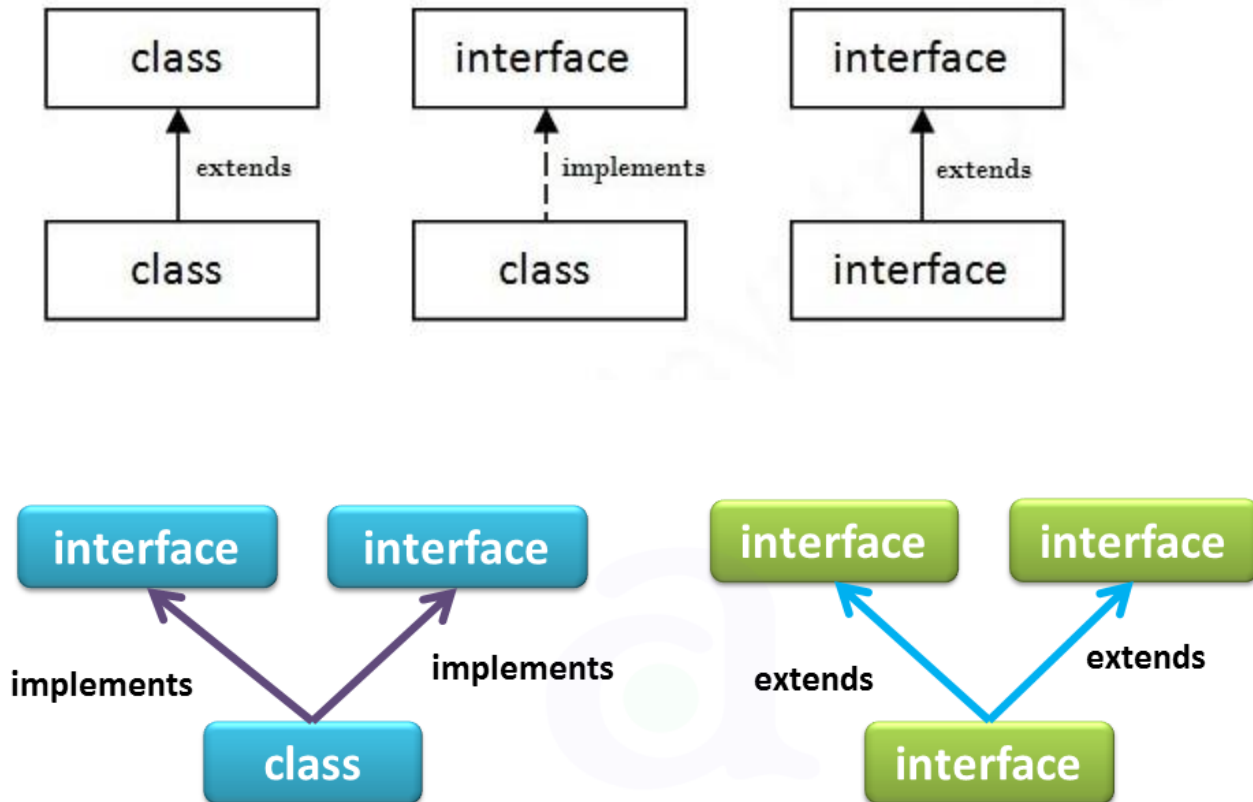 class interface interface
extends implements extends
class class interface
interface interface interface interface
implements implements extends extends
class interface